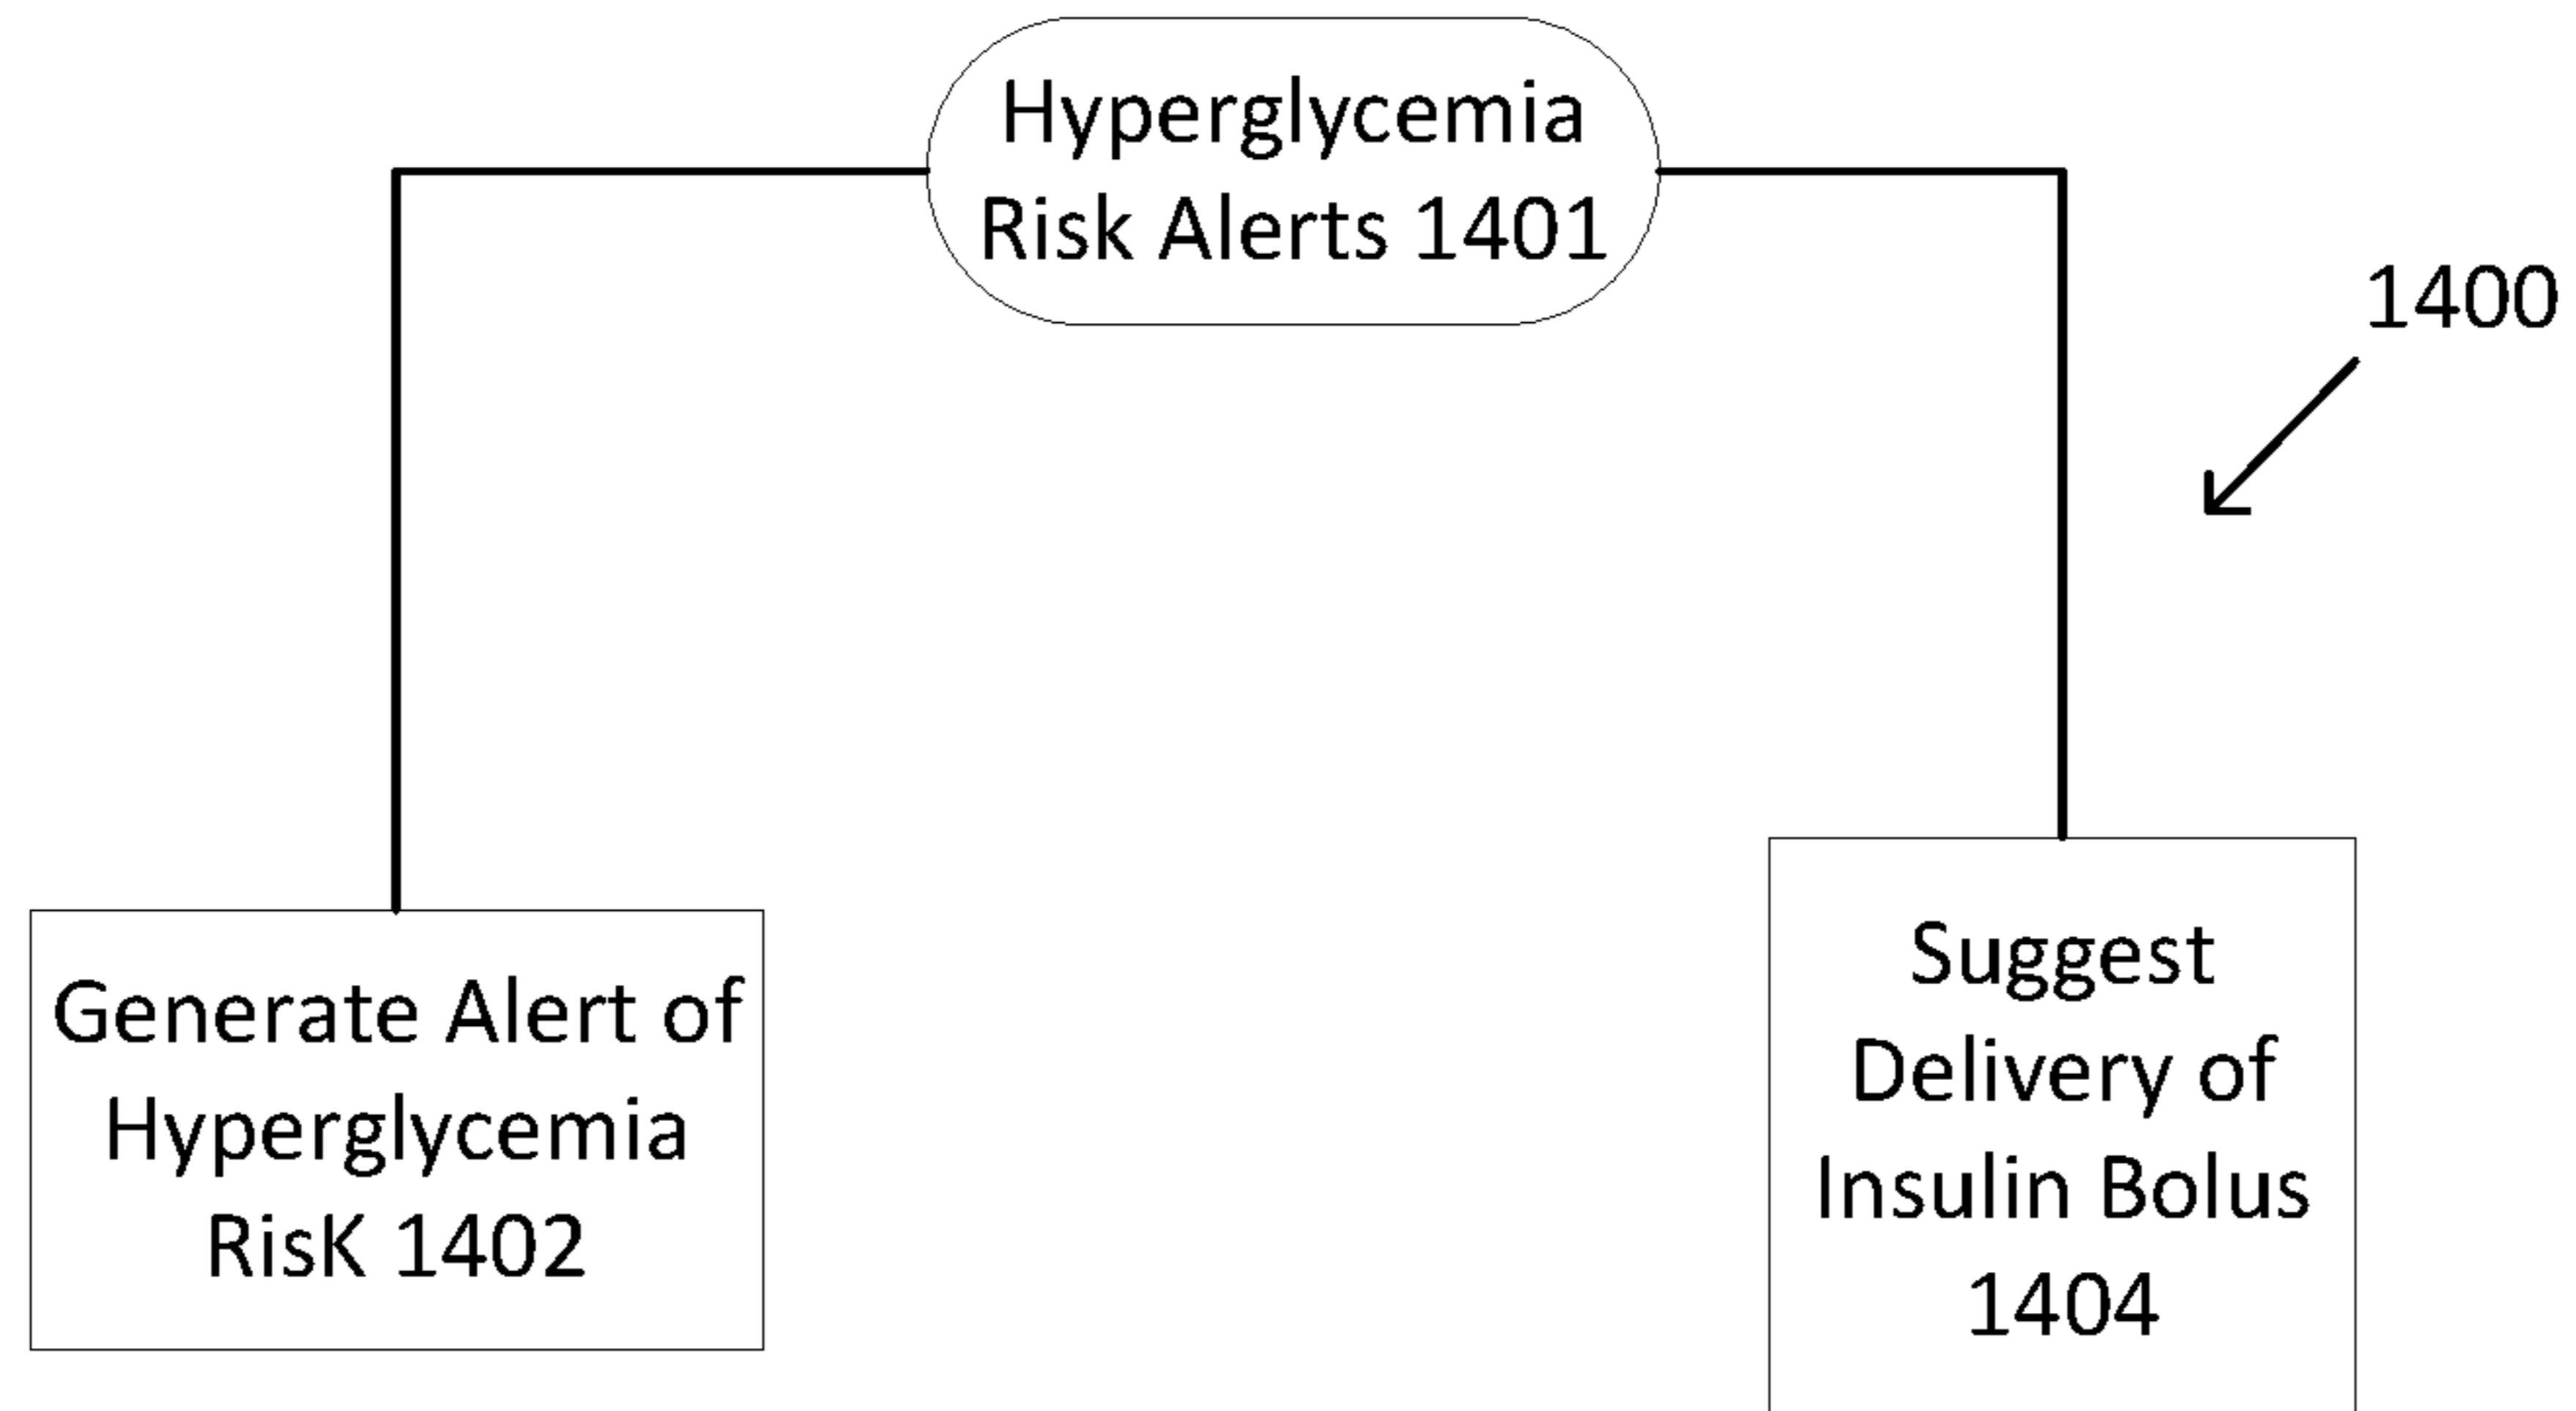 Hyperglycemia
Risk Alerts 1401
1400
Generate Alert of
Hyperglycemia
RisK 1402
Suggest
Delivery of
Insulin Bolus
1404